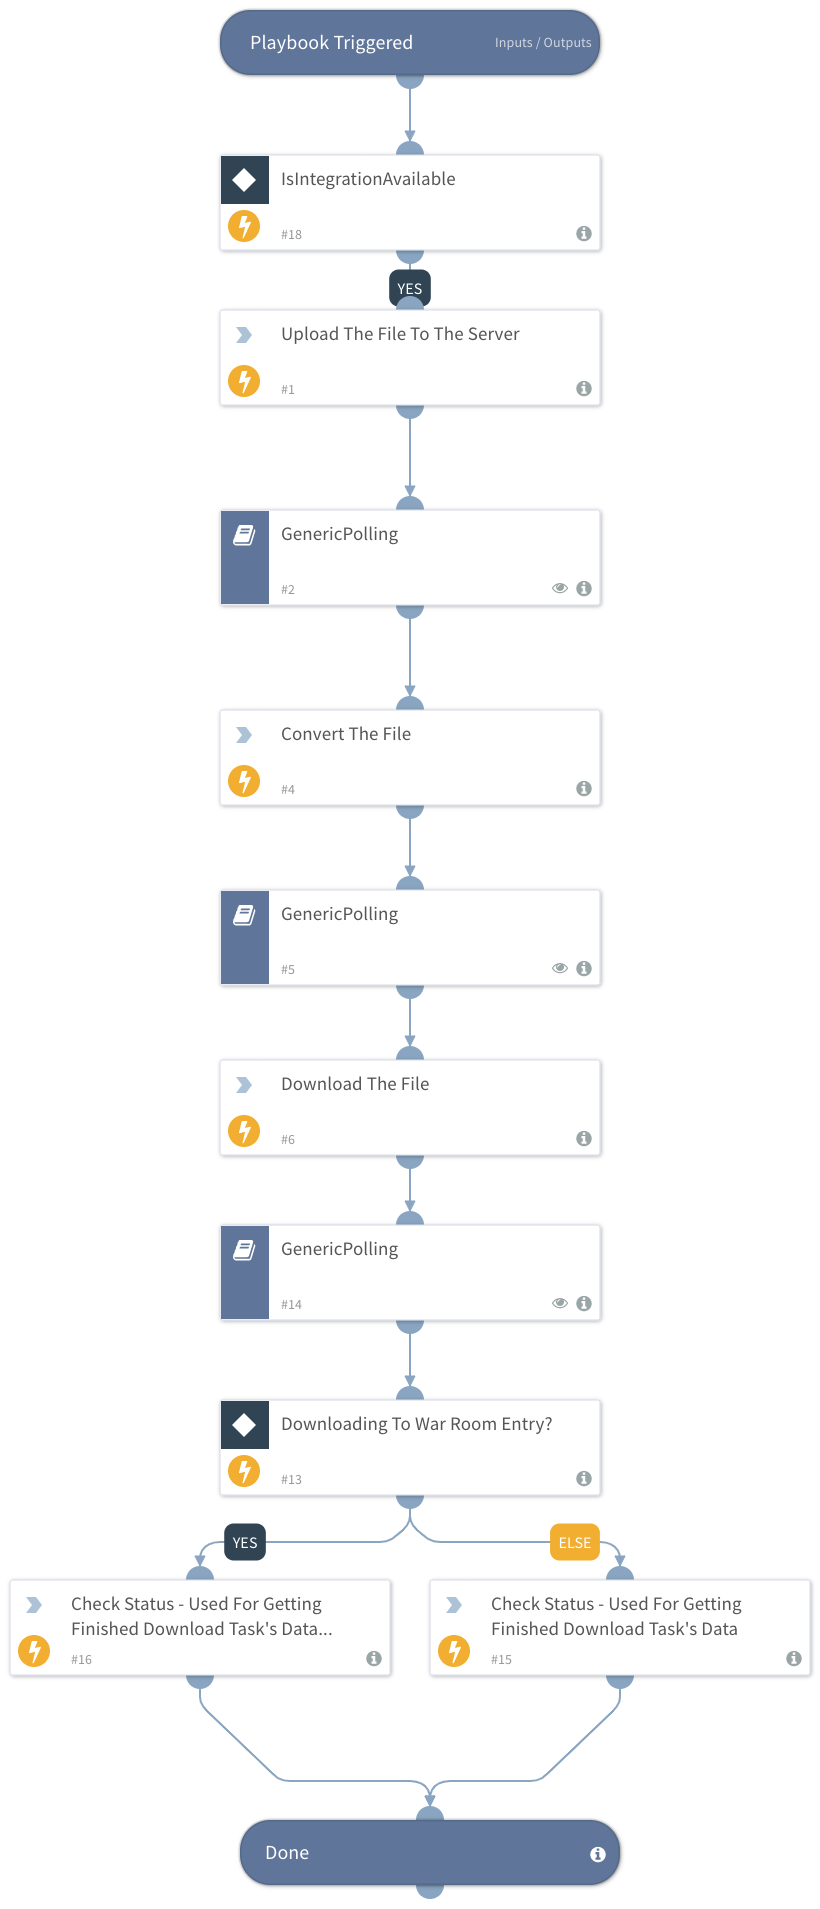 Playbook Triggered
Inputs / Outputs
IsIntegrationAvailable
#18
YES
Upload The File To The Server
#1
GenericPolling
#2
Convert The File
#4
GenericPolling
#5
Download The File
#6
GenericPolling
#14
Downloading To War Room Entry?
#13
YES
ELSE
Check Status - Used For Getting
Finished Download Task's Data...
#16
Check Status - Used For Getting
Finished Download Task's Data
#15
Done